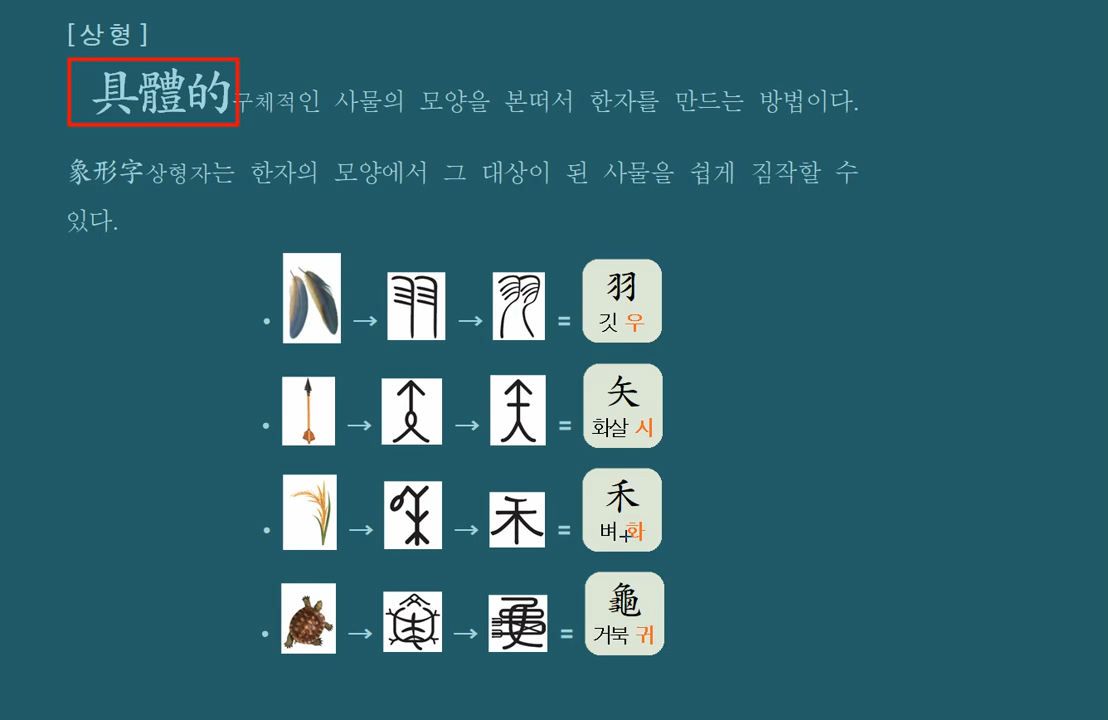 [상형]
具體的구체적인 사물의 모양을 본떠서 한자를 만드는 방법이다.
象形字상형자는 한자의 모양에서 그 대상이 된 사물을 쉽게 짐작할 수
있다.
• → → = 羽
깃 우
• → → = 矢
화살 시
• → → = 禾
벼 화
• → → = 龜
거북 귀